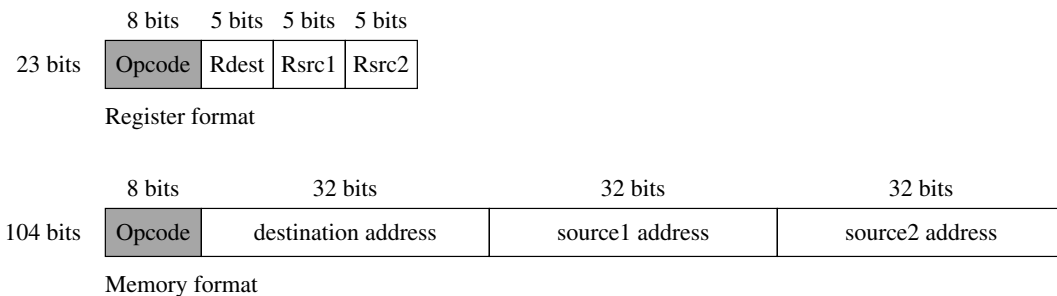 8 bits 5 bits 5 bits 5 bits
23 bits Opcode Rdest Rsrc1 Rsrc2
Register format
8 bits 32 bits 32 bits 32 bits
104 bits Opcode destination address source1 address source2 address
Memory format